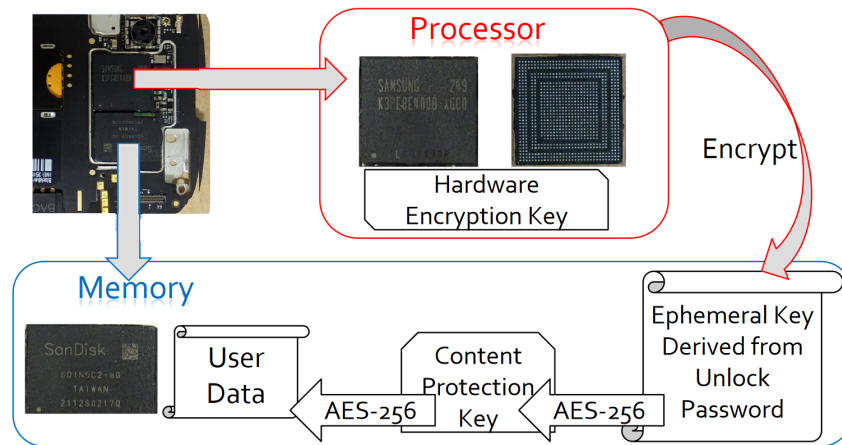 Processor
SAMSUNG 249
K3PE8E400B-XGC0
Hardware
Encryption Key
Encrypt
Memory
SanDisk
SDIN5C2-8G
TAIWAN
2112S0217Q
User
Data
AES-256
Content
Protection
Key
AES-256
Ephemeral Key
Derived from
Unlock
Password